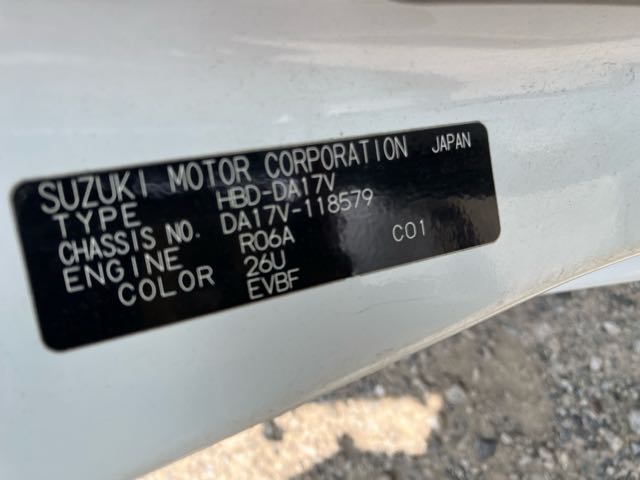 SUZUKI MOTOR CORPORATION JAPAN
TYPE HBD-DA17V
CHASSIS NO. DA17V-118579
ENGINE R06A C01
COLOR 26U
EVBF